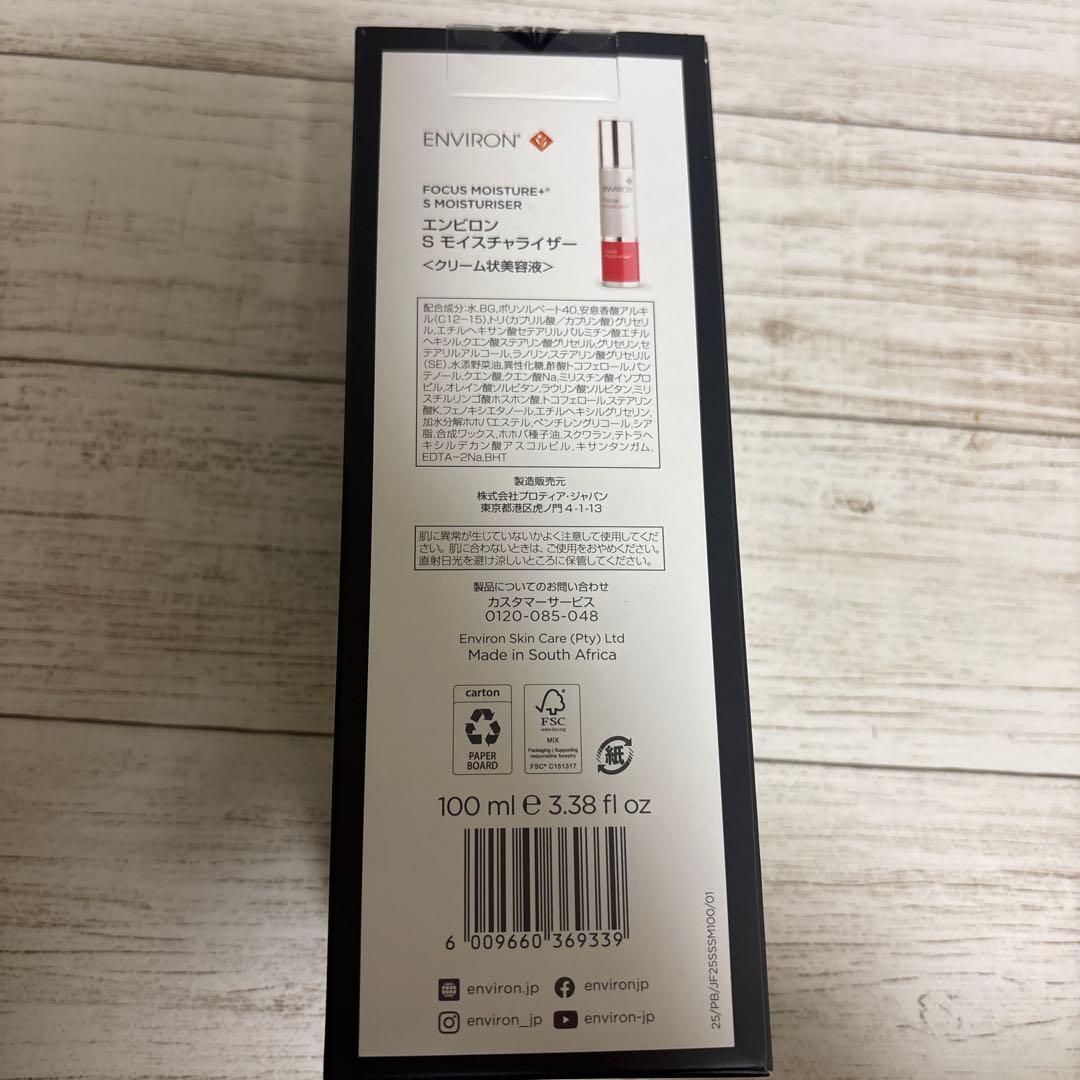 ENVIRON®
FOCUS MOISTURE+®
S MOISTURISER
エンビロン
S モイスチャライザー
<クリーム状美容液>
ENVIRON
配合成分:水,BG,ポリソルベート40,安息香酸アルキ
ル(C12-15),トリ(カプリル酸/カプリン酸)グリセリ
ル,エチルヘキサン酸セテアリル,パルミチン酸エチル
ヘキシル,クエン酸ステアリン酸グリセリル,グリセリン,セ
テアリルアルコール,ラノリン,ステアリン酸グリセリル
(SE),水添野菜油,異性化糖,酢酸トコフェロール,パン
テノール,クエン酸,クエン酸Na,ミリスチン酸イソプロ
ピル,オレイン酸ソルビタン,ラウリン酸ソルビタン,ミリ
スチルリンゴ酸ホスホン酸,トコフェロール,ステアリン
酸K,フェノキシエタノール,エチルヘキシルグリセリン,
加水分解ホホバエステル,ペンチレングリコール,シア
脂,合成ワックス,ホホバ種子油,スクワラン,テトラヘ
キシルデカン酸アスコルビル,キサンタンガム,
EDTA-2Na,BHT
製造販売元
株式会社プロティア・ジャパン
東京都港区虎ノ門 4-1-13
肌に異常が生じていないかよく注意して使用してくだ
さい。肌に合わないときは、ご使用をおやめください。
直射日光を避け涼しいところに保管してください。
製品についてのお問い合わせ
カスタマーサービス
0120-085-048
Environ Skin Care (Pty) Ltd
Made in South Africa
carton
PAPER
BOARD
FSC
www.fsc.org
MIX
Packaging | Supporting
responsible forestry
FSC® C151317
紙
100 ml ℮ 3.38 fl oz
6 009660 369339
environ.jp
environjp
environ_jp
environ-jp
25/PB/JF25SSSM100/01